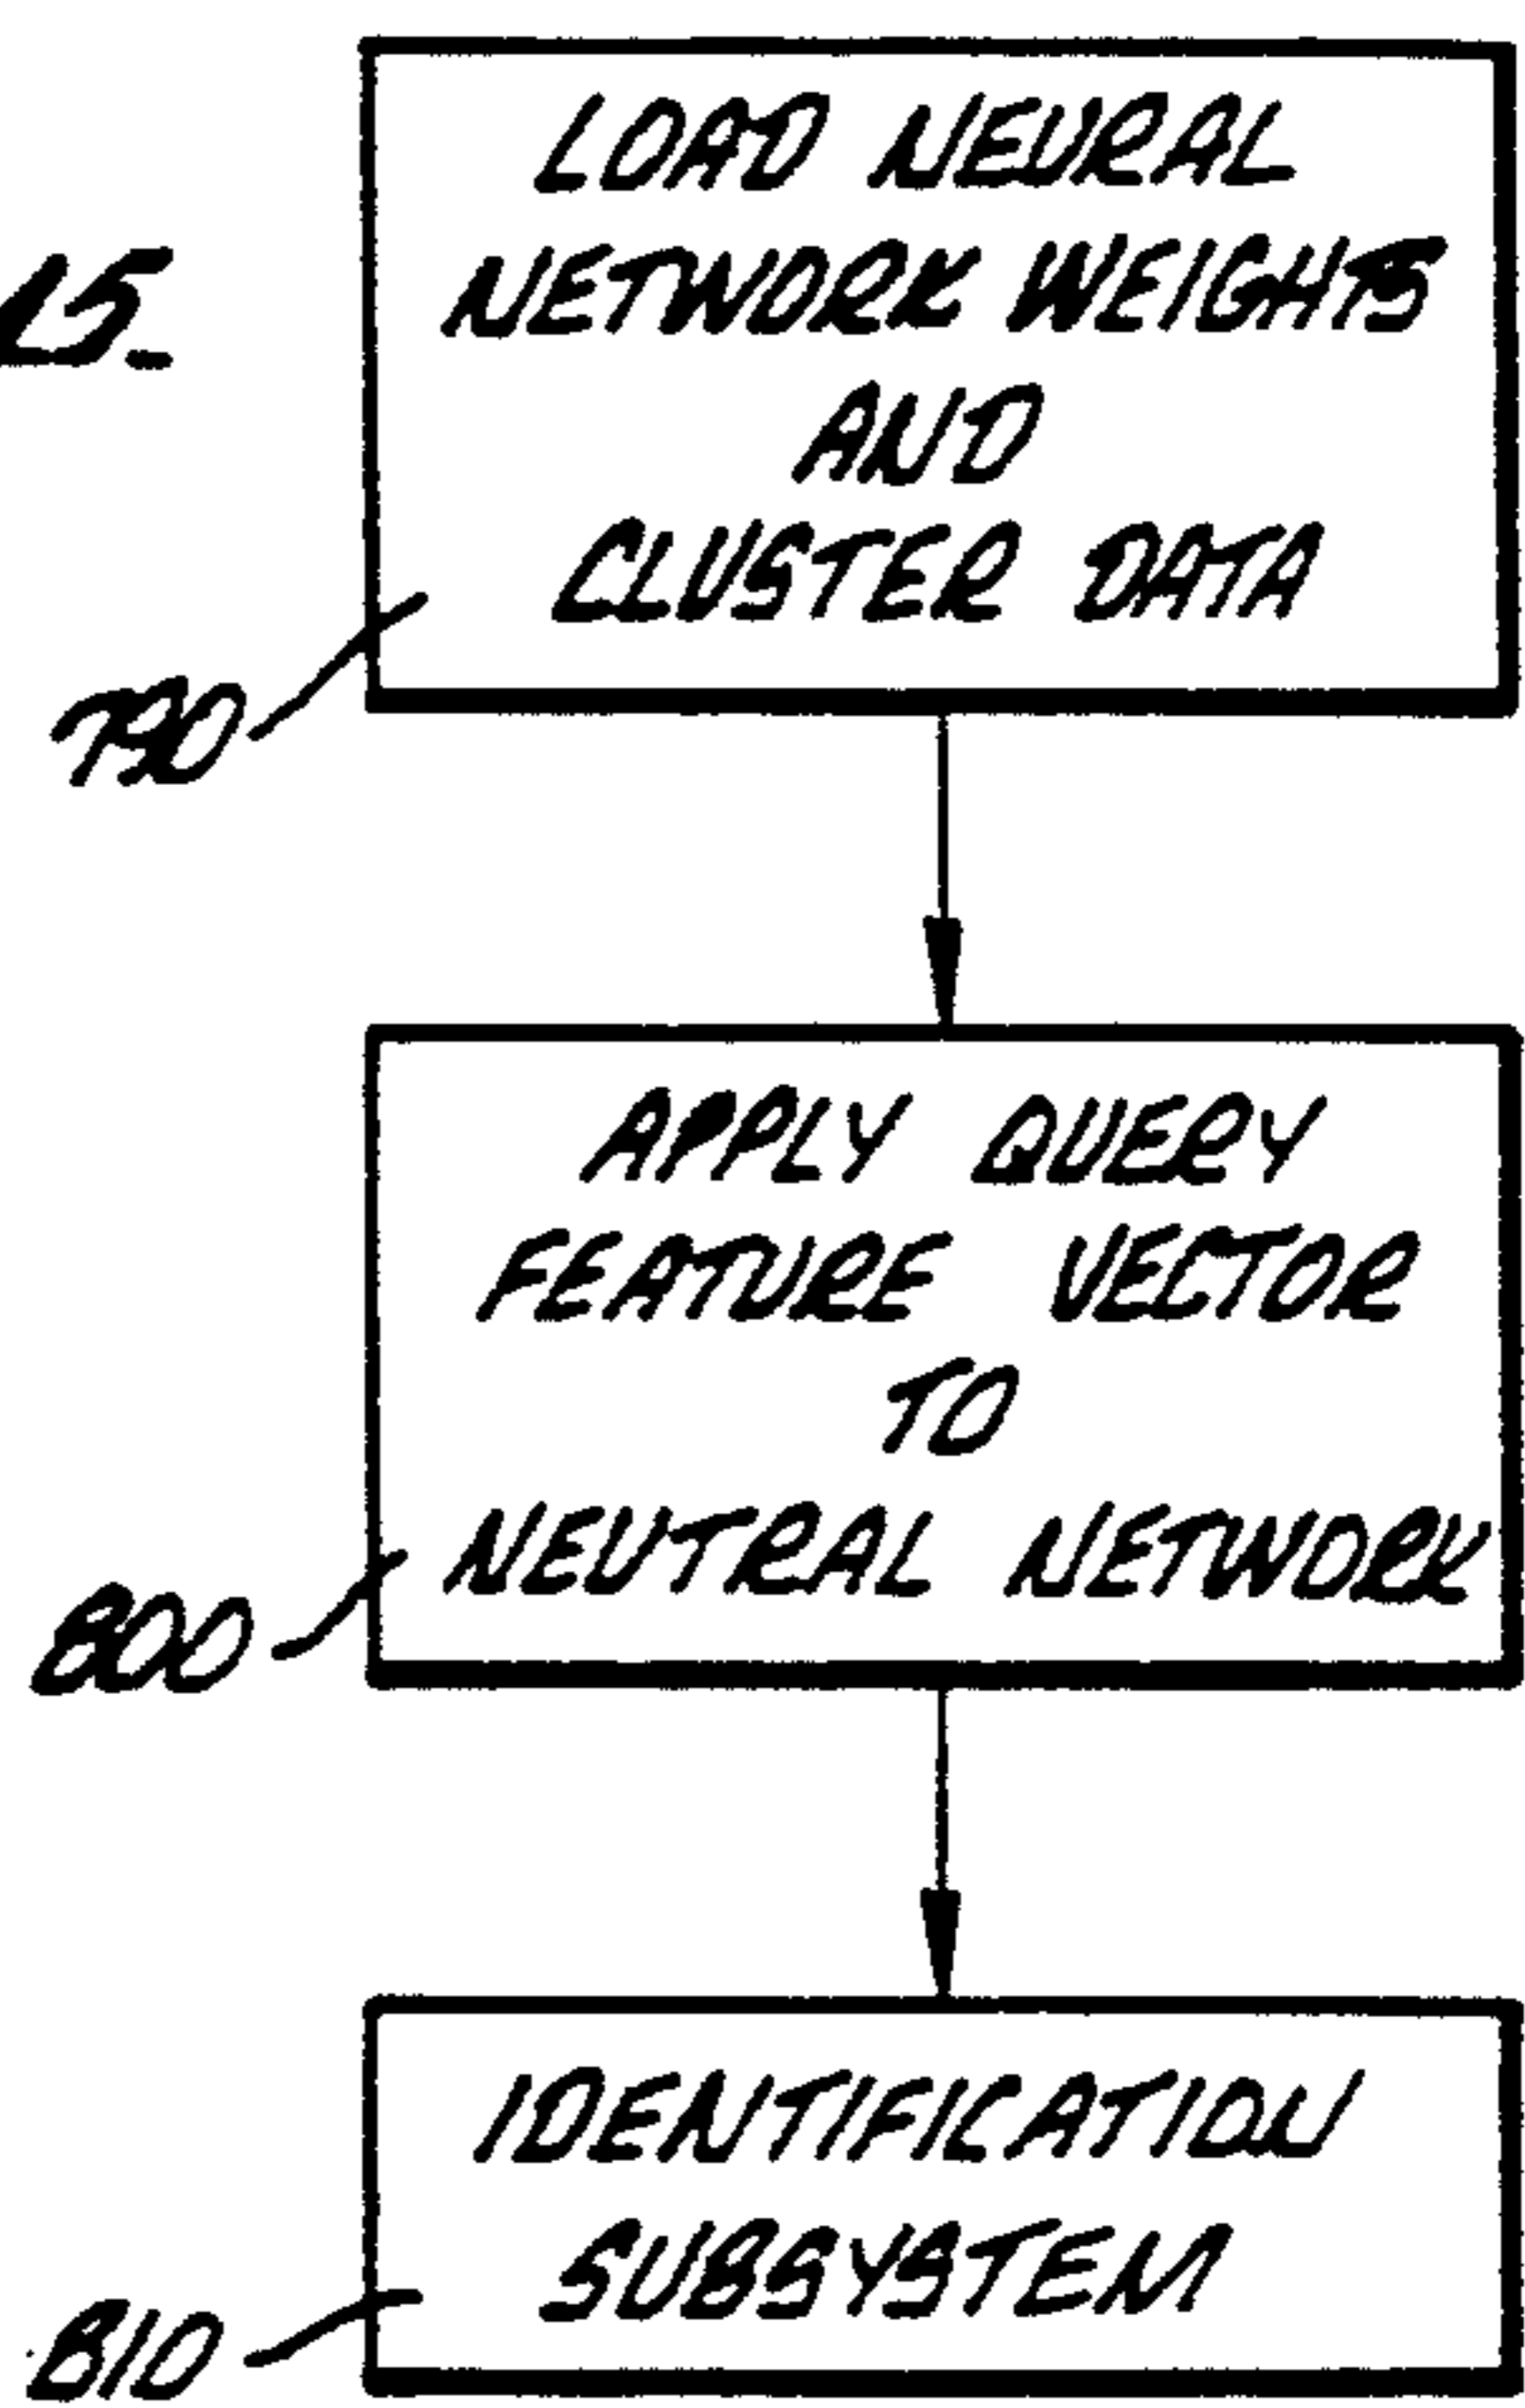 15.
LOAD NEURAL
NETWORK WEIGHTS
AND
CLUSTER DATA
790
APPLY QUERY
FEATURE VECTOR
TO
NEUTRAL NETWORK
800
IDENTIFICATION
SUBSYSTEM
810